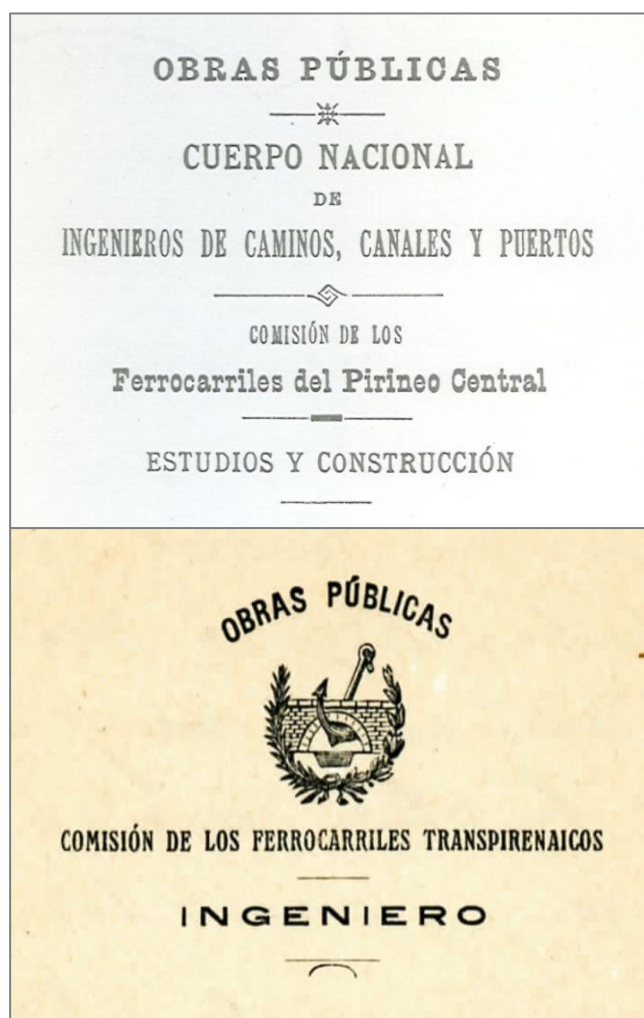 OBRAS PÚBLICAS
CUERPO NACIONAL
DE
INGENIEROS DE CAMINOS, CANALES Y PUERTOS
COMISIÓN DE LOS
Ferrocarriles del Pirineo Central
ESTUDIOS Y CONSTRUCCIÓN
OBRAS PÚBLICAS
COMISIÓN DE LOS FERROCARRILES TRANSPIRENAICOS
INGENIERO